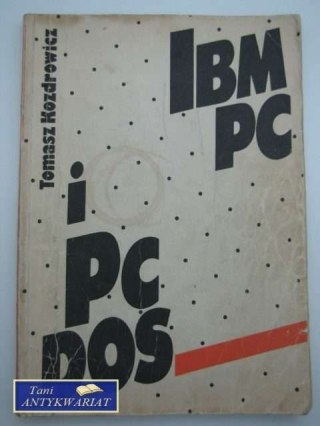 Tomasz Kozdrowicz
IBM
PC
i
PC
DOS
Tani
ANTYKWARIAT